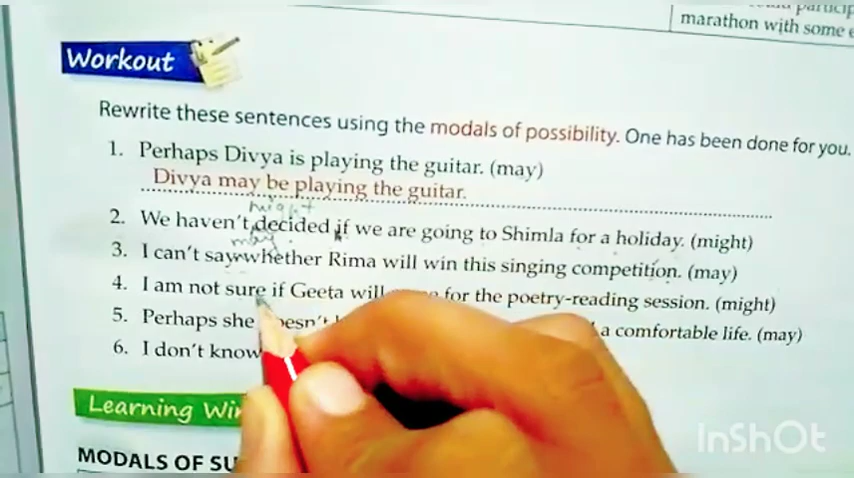 marathon with some
Workout
Rewrite these sentences using the modals of possibility. One has been done for you.
1. Perhaps Divya is playing the guitar. (may)
Divya may be playing the guitar.
might
2. We haven't decided if we are going to Shimla for a holiday. (might)
may
3. I can't say whether Rima will win this singing competition. (may)
4. I am not sure if Geeta will for the poetry-reading session. (might)
5. Perhaps she a comfortable life. (may)
6. I don't know
Learning
MODALS OF
InShOt